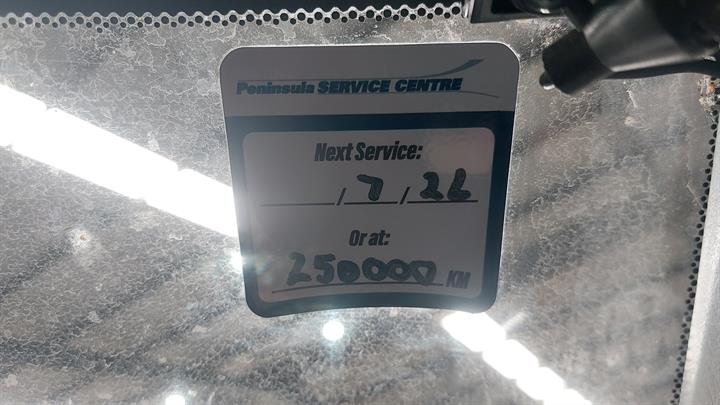 Peninsula SERVICE CENTRE
Next Service:
/7/26
Or at:
250000 KM